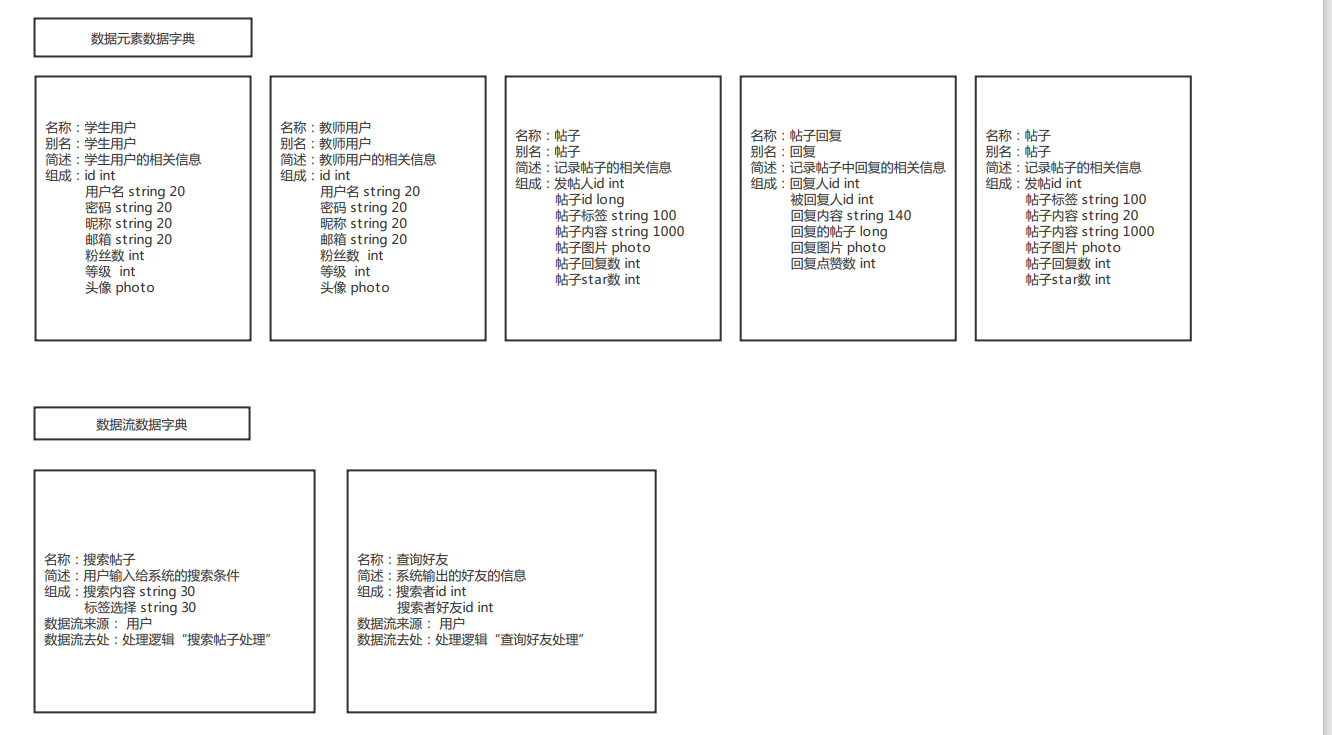 数据元素数据字典
名称：学生用户
别名：学生用户
简述：学生用户的相关信息
组成：id int
用户名 string 20
密码 string 20
昵称 string 20
邮箱 string 20
粉丝数 int
等级  int
头像 photo
名称：教师用户
别名：教师用户
简述：教师用户的相关信息
组成：id int
用户名 string 20
密码 string 20
昵称 string 20
邮箱 string 20
粉丝数  int
等级  int
头像 photo
名称：帖子
别名：帖子
简述：记录帖子的相关信息
组成：发帖人id int
帖子id long
帖子标签 string 100
帖子内容 string 1000
帖子图片 photo
帖子回复数 int
帖子star数 int
名称：帖子回复
别名：回复
简述：记录帖子中回复的相关信息
组成：回复人id int
被回复人id int
回复内容 string 140
回复的帖子 long
回复图片 photo
回复点赞数 int
名称：帖子
别名：帖子
简述：记录帖子的相关信息
组成：发帖id int
帖子标签 string 100
帖子内容 string 20
帖子内容 string 1000
帖子图片 photo
帖子回复数 int
帖子star数 int
数据流数据字典
名称：搜索帖子
简述：用户输入给系统的搜索条件
组成：搜索内容 string 30
标签选择 string 30
数据流来源： 用户
数据流去处：处理逻辑“搜索帖子处理”
名称：查询好友
简述：系统输出的好友的信息
组成：搜索者id int
搜索者好友id int
数据流来源： 用户
数据流去处：处理逻辑“查询好友处理”